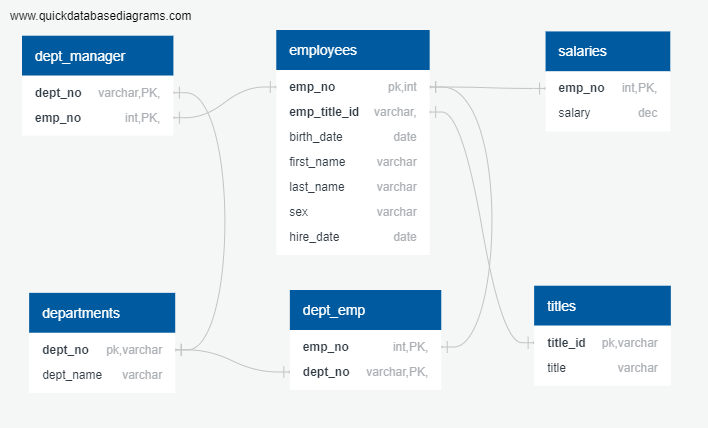 www.quickdatabasediagrams.com
dept_manager
dept_no varchar,PK,
emp_no int,PK,
employees
emp_no pk,int
emp_title_id varchar,
birth_date date
first_name varchar
last_name varchar
sex varchar
hire_date date
salaries
emp_no int,PK,
salary dec
departments
dept_no pk,varchar
dept_name varchar
dept_emp
emp_no int,PK,
dept_no varchar,PK,
titles
title_id pk,varchar
title varchar